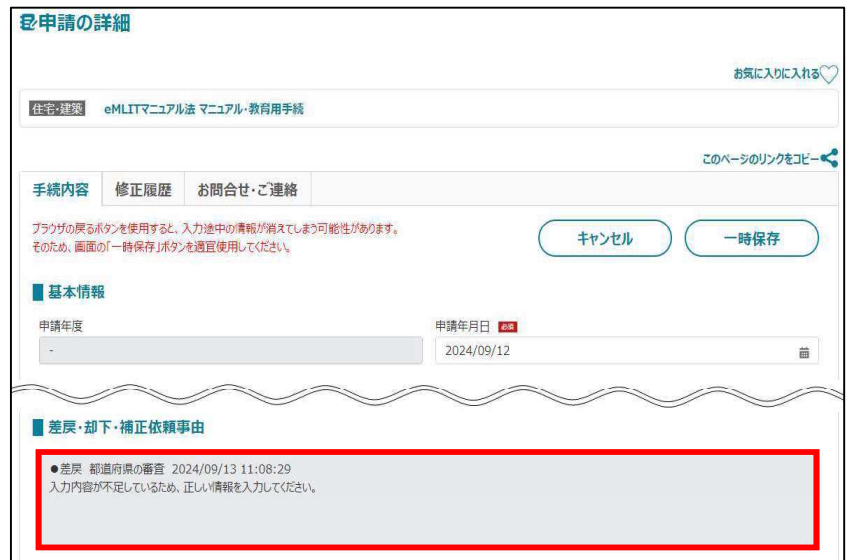 申請の詳細
お気に入りに入れる
住宅・建築 eMLITマニュアル法 マニュアル・教育用手続
このページのリンクをコピー
手続内容 修正履歴 お問合せ・ご連絡
ブラウザの戻るボタンを使用すると、入力途中の情報が消えてしまう可能性があります。
そのため、画面の「一時保存」ボタンを適宜使用してください。
キャンセル 一時保存
基本情報
申請年度 申請年月日 必須
- 2024/09/12
差戻・却下・補正依頼事由
●差戻 都道府県の審査 2024/09/13 11:08:29
入力内容が不足しているため、正しい情報を入力してください。